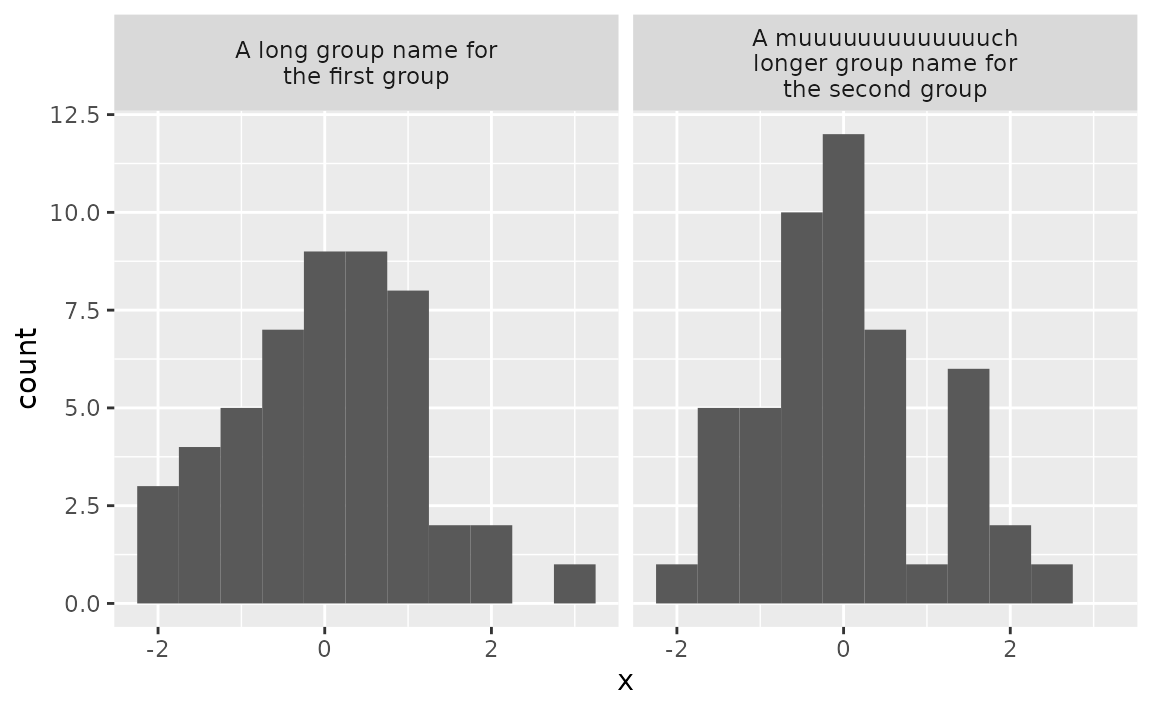 A long group name for
the first group
A muuuuuuuuuuuuuch
longer group name for
the second group
12.5
10.0
7.5
5.0
2.5
0.0
count
-2 0 2
-2 0 2
x